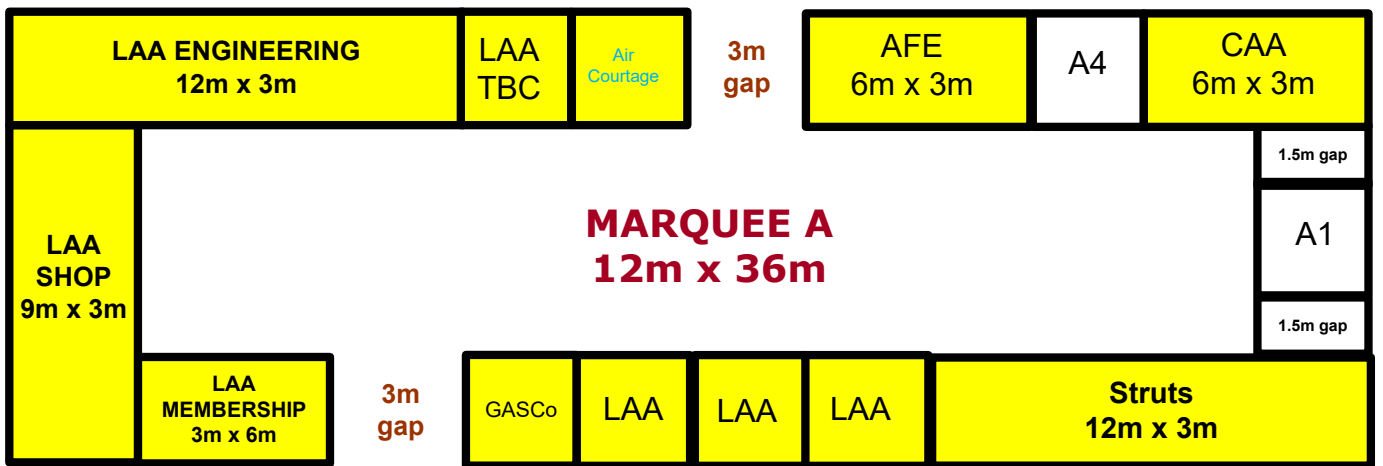 LAA ENGINEERING
12m x 3m
LAA
TBC
Air
Courtage
3m
gap
AFE
6m x 3m
A4
CAA
6m x 3m
1.5m gap
A1
1.5m gap
MARQUEE A
12m x 36m
LAA
SHOP
9m x 3m
LAA
MEMBERSHIP
3m x 6m
3m
gap
GASCo
LAA
LAA
LAA
Struts
12m x 3m